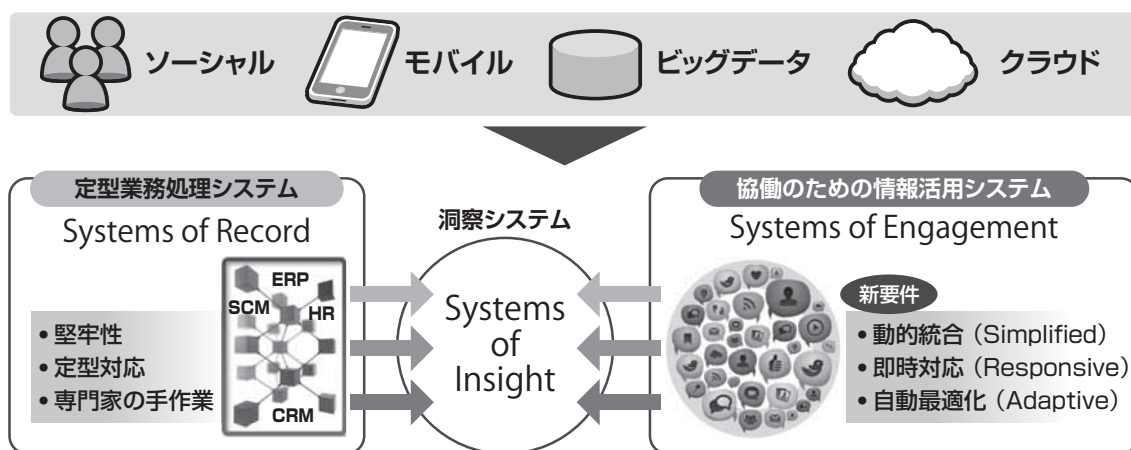 ソーシャル
モバイル
ビッグデータ
クラウド
定型業務処理システム
Systems of Record
ERP
SCM
HR
CRM
• 堅牢性
• 定型対応
• 専門家の手作業
洞察システム
Systems
of
Insight
協働のための情報活用システム
Systems of Engagement
新要件
• 動的統合（Simplified）
• 即時対応（Responsive）
• 自動最適化（Adaptive）